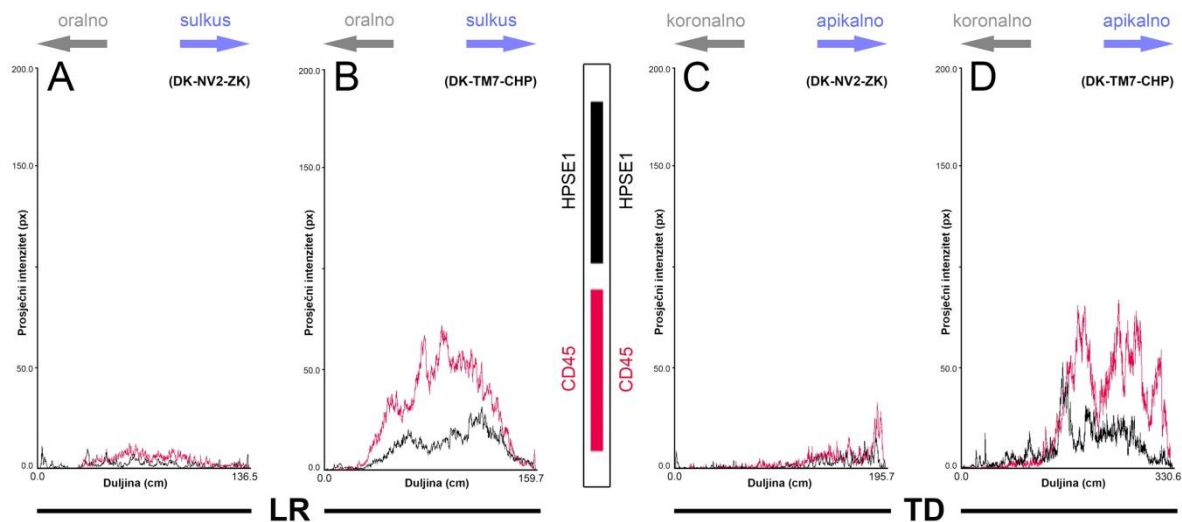 oralno sulkus
A
(DK-NV2-ZK)
200.0
150.0
50.0
0.0
Prosječni intenzitet (px)
0.0 136.5
Duljina (cm)
oralno sulkus
B
(DK-TM7-CHP)
200.0
150.0
50.0
0.0
Prosječni intenzitet (px)
0.0 159.7
Duljina (cm)
LR
HPSE1
CD45
HPSE1
CD45
koronalno apikalno
C
(DK-NV2-ZK)
200.0
150.0
50.0
0.0
Prosječni intenzitet (px)
0.0 195.7
Duljina (cm)
koronalno apikalno
D
(DK-TM7-CHP)
200.0
150.0
50.0
0.0
Prosječni intenzitet (px)
0.0 330.6
Duljina (cm)
TD